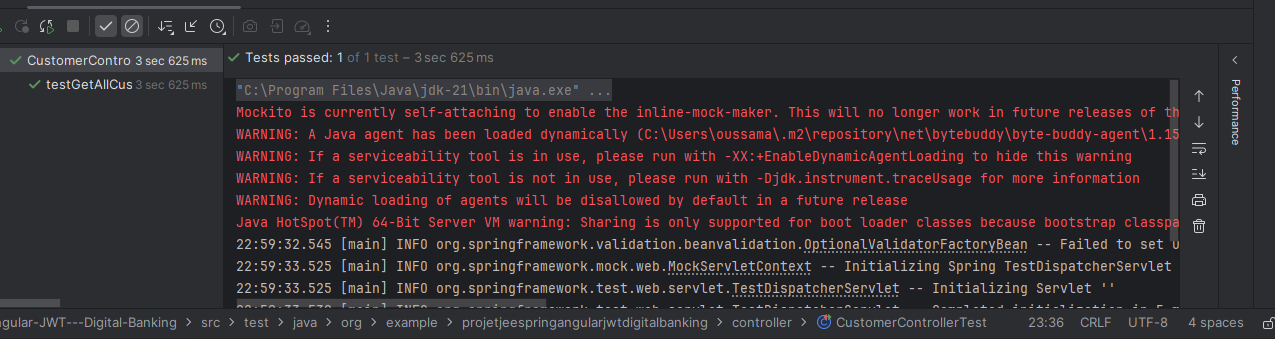 CustomerContro 3 sec 625 ms
testGetAllCus 3 sec 625 ms
Tests passed: 1 of 1 test – 3 sec 625 ms
"C:\Program Files\Java\jdk-21\bin\java.exe" ...
Mockito is currently self-attaching to enable the inline-mock-maker. This will no longer work in future releases of th
WARNING: A Java agent has been loaded dynamically (C:\Users\oussama\.m2\repository\net\bytebuddy\byte-buddy-agent\1.15
WARNING: If a serviceability tool is in use, please run with -XX:+EnableDynamicAgentLoading to hide this warning
WARNING: If a serviceability tool is not in use, please run with -Djdk.instrument.traceUsage for more information
WARNING: Dynamic loading of agents will be disallowed by default in a future release
Java HotSpot(TM) 64-Bit Server VM warning: Sharing is only supported for boot loader classes because bootstrap classpa
22:59:32.545 [main] INFO org.springframework.validation.beanvalidation.OptionalValidatorFactoryBean -- Failed to set u
22:59:33.525 [main] INFO org.springframework.mock.web.MockServletContext -- Initializing Spring TestDispatcherServlet
22:59:33.525 [main] INFO org.springframework.test.web.servlet.TestDispatcherServlet -- Initializing Servlet ''
Performance
ngular-JWT---Digital-Banking > src > test > java > org > example > projetjeespringangularjwtdigitalbanking > controller > CustomerControllerTest 23:36 CRLF UTF-8 4 spaces